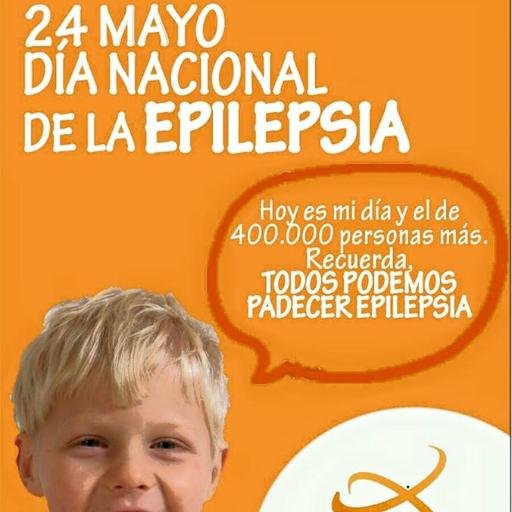 24 MAYO
DÍA NACIONAL
DE LA EPILEPSIA
Hoy es mi día y el de
400.000 personas más.
Recuerda,
TODOS PODEMOS
PADECER EPILEPSIA